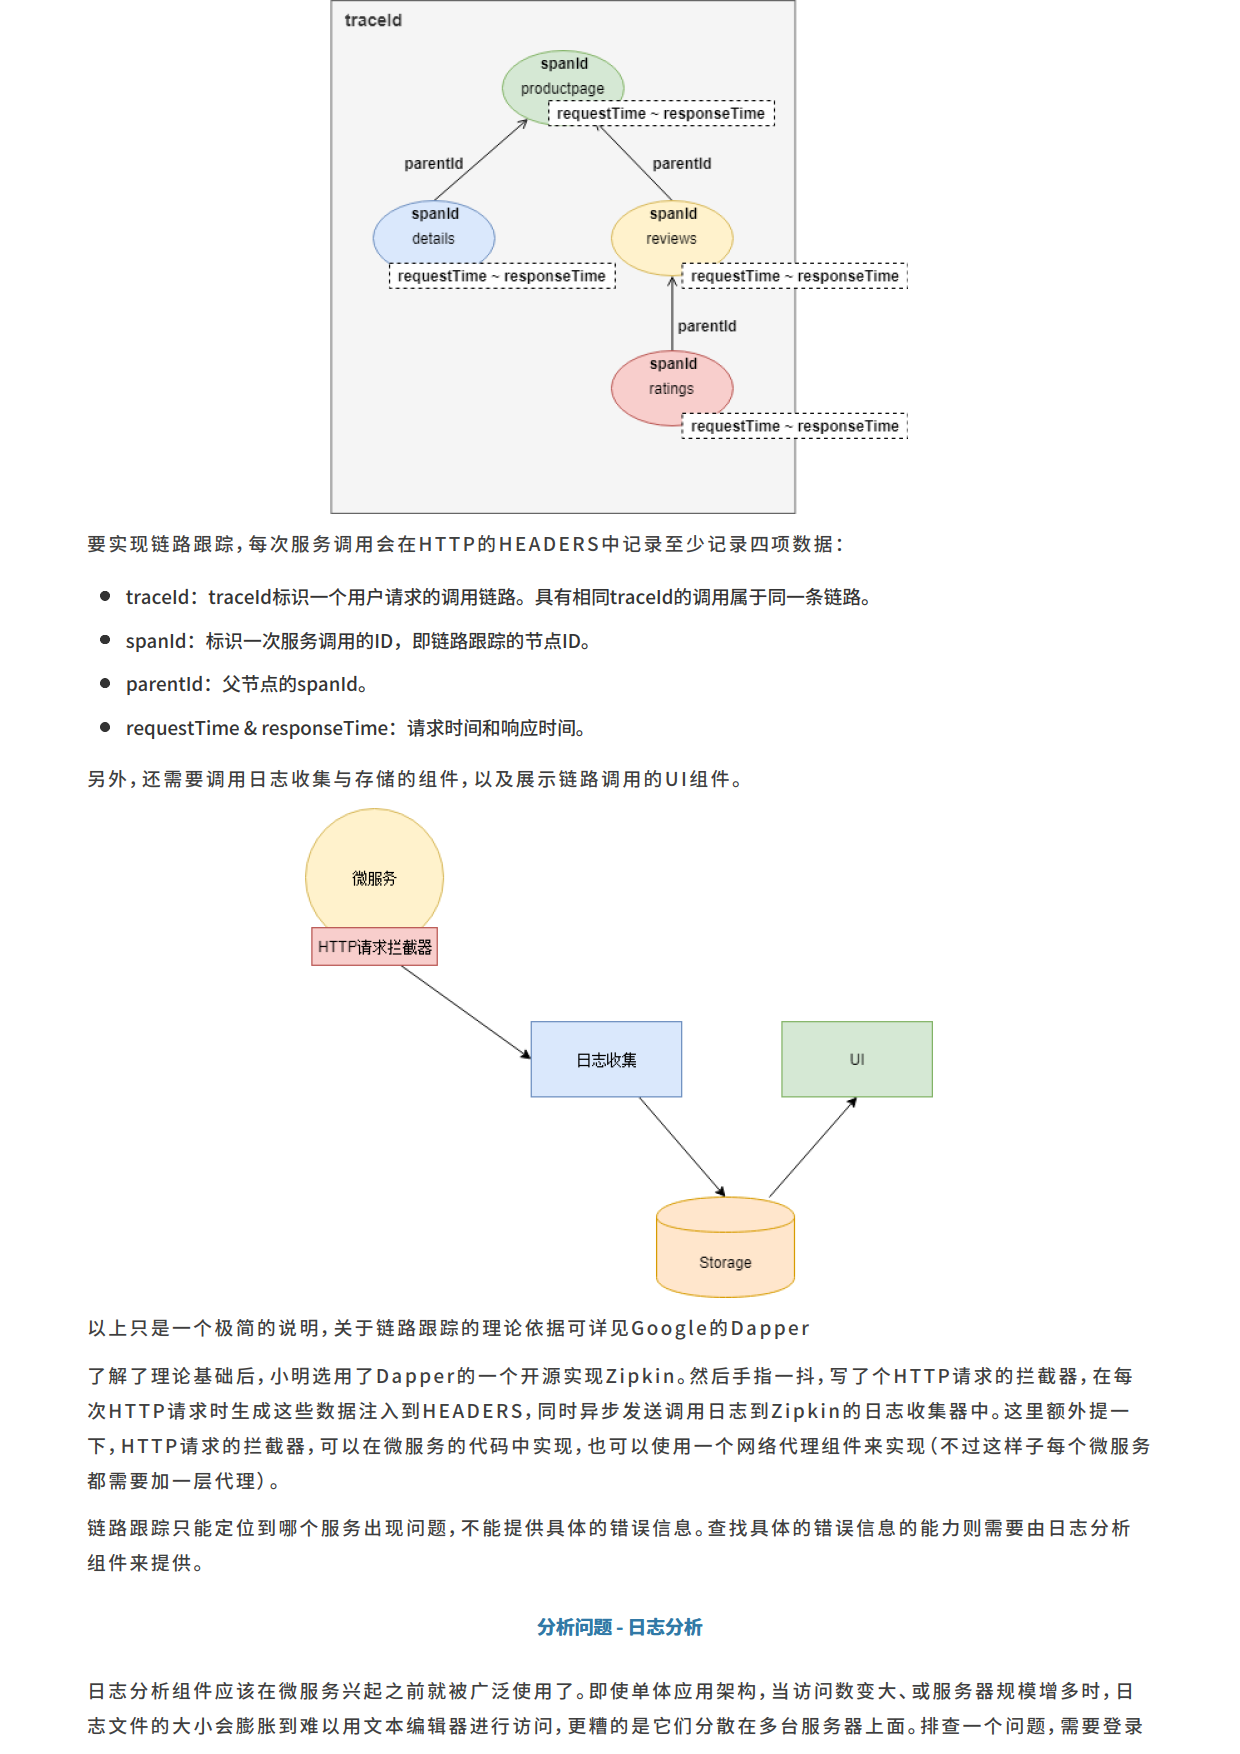 traceId
spanId
productpage
requestTime ~ responseTime
parentId
parentId
spanId
details
requestTime ~ responseTime
spanId
reviews
requestTime ~ responseTime
parentId
spanId
ratings
requestTime ~ responseTime
要实现链路跟踪，每次服务调用会在HTTP的HEADERS中记录至少记录四项数据：
traceId：traceId标识一个用户请求的调用链路。具有相同traceId的调用属于同一条链路。
spanId：标识一次服务调用的ID，即链路跟踪的节点ID。
parentId：父节点的spanId。
requestTime & responseTime：请求时间和响应时间。
另外，还需要调用日志收集与存储的组件，以及展示链路调用的UI组件。
微服务
HTTP请求拦截器
日志收集
UI
Storage
以上只是一个极简的说明，关于链路跟踪的理论依据可详见Google的Dapper
了解了理论基础后，小明选用了Dapper的一个开源实现Zipkin。然后手指一抖，写了个HTTP请求的拦截器，在每
次HTTP请求时生成这些数据注入到HEADERS，同时异步发送调用日志到Zipkin的日志收集器中。这里额外提一
下，HTTP请求的拦截器，可以在微服务的代码中实现，也可以使用一个网络代理组件来实现（不过这样子每个微服务
都需要加一层代理）。
链路跟踪只能定位到哪个服务出现问题，不能提供具体的错误信息。查找具体的错误信息的能力则需要由日志分析
组件来提供。
分析问题 - 日志分析
日志分析组件应该在微服务兴起之前就被广泛使用了。即使单体应用架构，当访问数变大、或服务器规模增多时，日
志文件的大小会膨胀到难以用文本编辑器进行访问，更糟的是它们分散在多台服务器上面。排查一个问题，需要登录